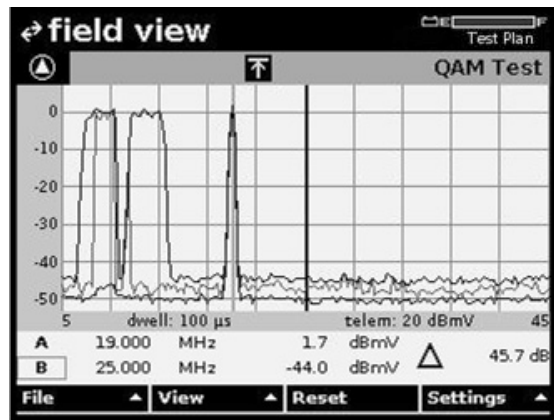 field view
E F
Test Plan
QAM Test
0
-10
-20
-30
-40
-50
5 dwell: 100 µs telem: 20 dBmV 45
A 19.000 MHz 1.7 dBmV
B 25.000 MHz -44.0 dBmV Δ 45.7 dB
File View Reset Settings